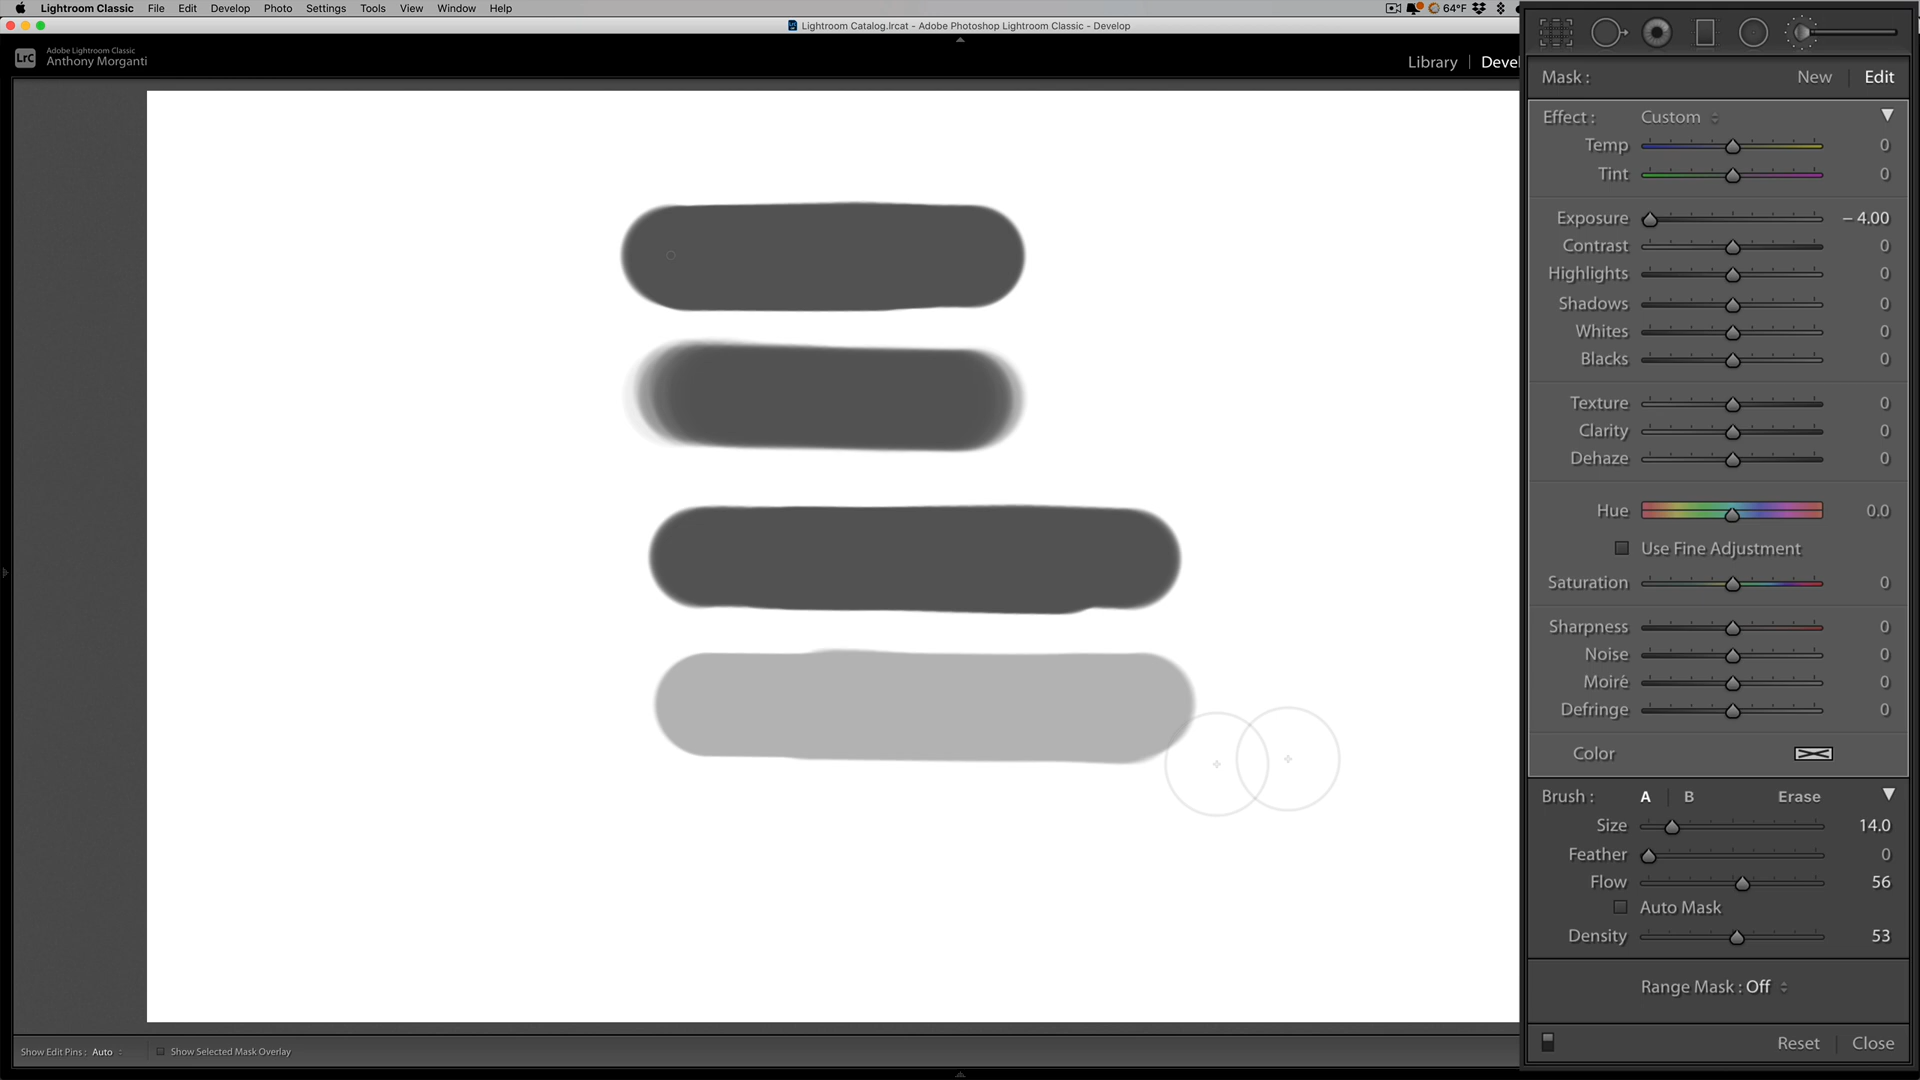 Lightroom Classic File Edit Develop Photo Settings Tools View Window Help 64°F
Lightroom Catalog.lrcat - Adobe Photoshop Lightroom Classic - Develop
LrC
Adobe Lightroom Classic
Anthony Morganti
Library | Devel
Mask : New Edit
Effect : Custom
Temp 0
Tint 0
Exposure – 4.00
Contrast 0
Highlights 0
Shadows 0
Whites 0
Blacks 0
Texture 0
Clarity 0
Dehaze 0
Hue 0.0
Use Fine Adjustment
Saturation 0
Sharpness 0
Noise 0
Moiré 0
Defringe 0
Color
Brush : A B Erase
Size 14.0
Feather 0
Flow 56
Auto Mask
Density 53
Range Mask : Off
Reset Close
Show Edit Pins : Auto Show Selected Mask Overlay